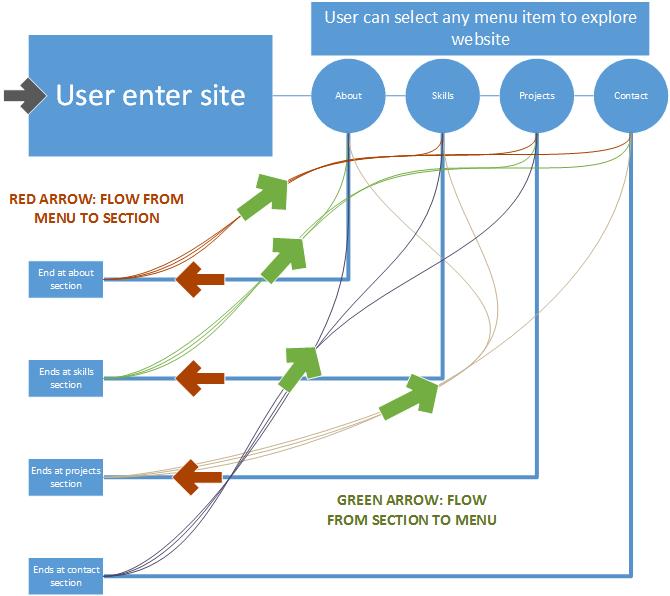 User can select any menu item to explore
website
User enter site
About
Skills
Projects
Contact
RED ARROW: FLOW FROM
MENU TO SECTION
End at about
section
Ends at skills
section
Ends at projects
section
GREEN ARROW: FLOW
FROM SECTION TO MENU
Ends at contact
section